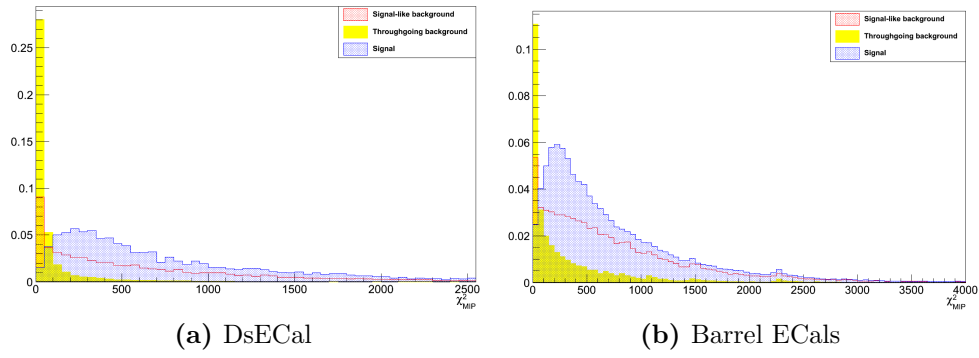 Signal-like background
Throughgoing background
Signal
0.25
0.2
0.15
0.1
0.05
0
0 500 1000 1500 2000 2500
χ²MIP
(a) DsECal
Signal-like background
Throughgoing background
Signal
0.1
0.08
0.06
0.04
0.02
0
0 500 1000 1500 2000 2500 3000 3500 4000
χ²MIP
(b) Barrel ECals